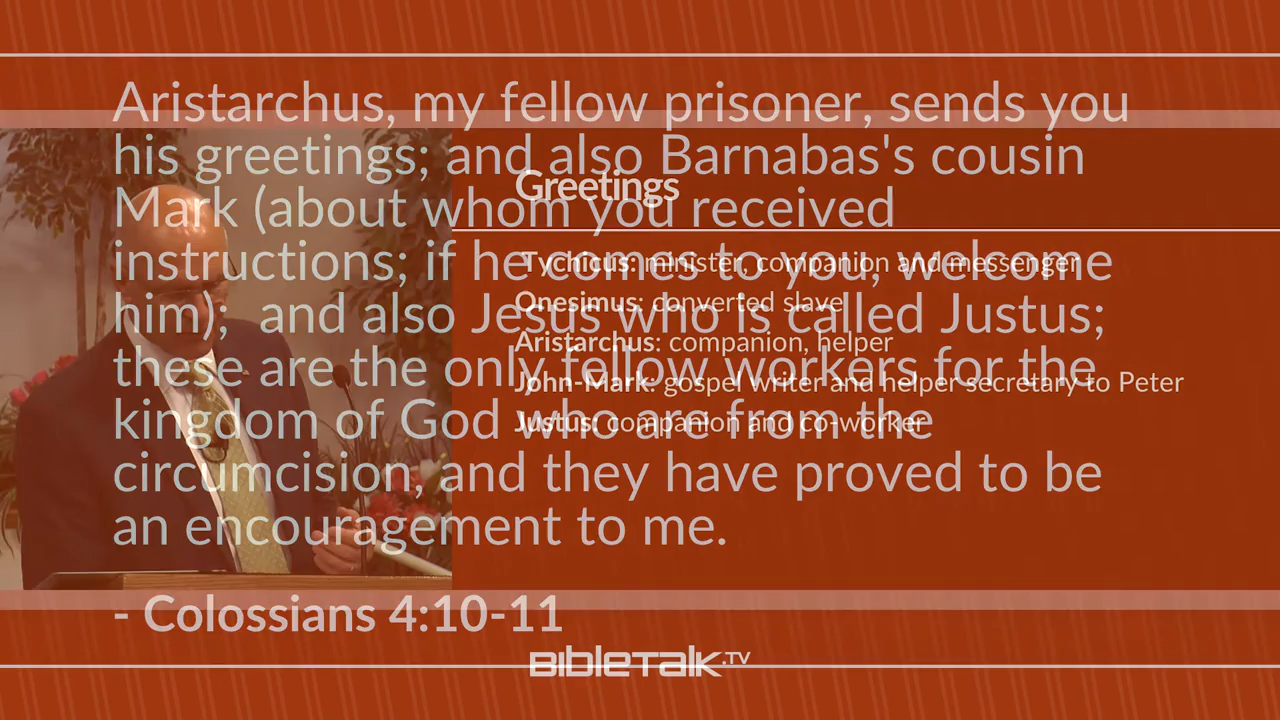 Aristarchus, my fellow prisoner, sends you
his greetings; and also Barnabas's cousin
Mark (about whom you received
instructions; if he comes to you, welcome
him);  and also Jesus who is called Justus;
these are the only fellow workers for the
kingdom of God who are from the
circumcision, and they have proved to be
an encouragement to me.
- Colossians 4:10-11
Greetings
Tychicus: minister, companion and messenger
Onesimus: converted slave
Aristarchus: companion, helper
John-Mark: gospel writer and helper secretary to Peter
Justus: companion and co-worker
BIBLETALK.TV